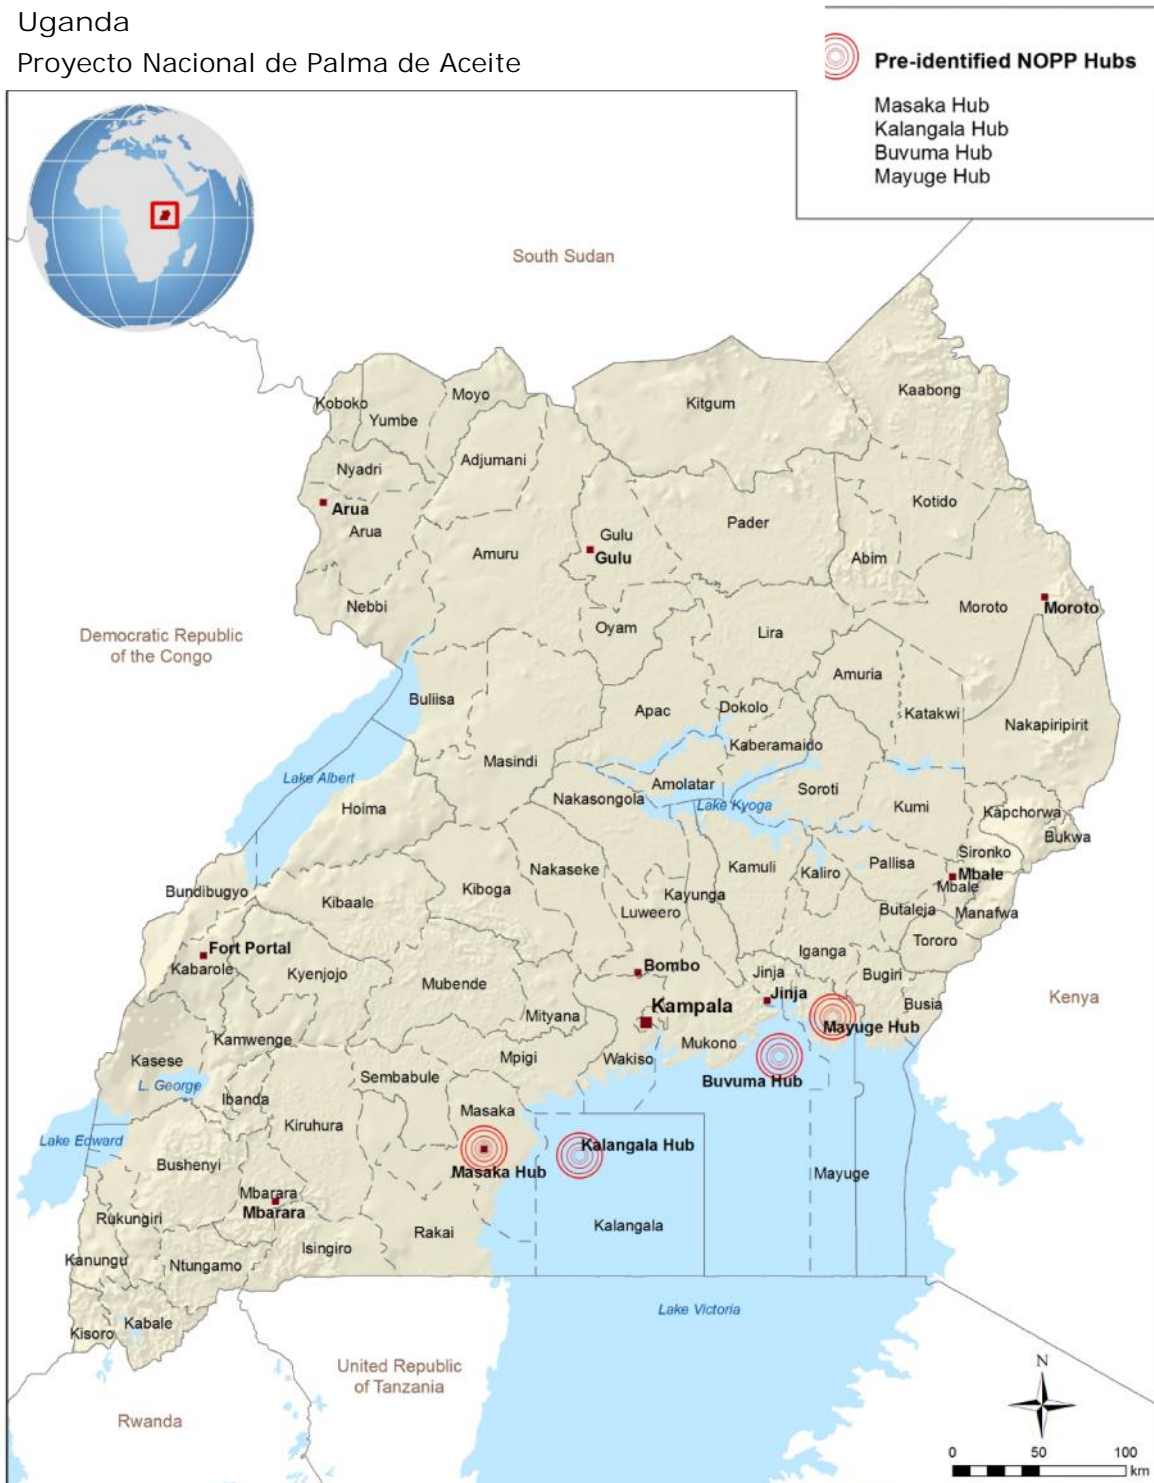 Uganda
Proyecto Nacional de Palma de Aceite
Pre-identified NOPP Hubs
Masaka Hub
Kalangala Hub
Buvuma Hub
Mayuge Hub
South Sudan
Kaabong
Moyo
Koboko
Yumbe
Kitgum
Adjumani
Nyadri
Kotido
Arua
Pader
Arua
Gulu
Amuru
Gulu
Abim
Nebbi
Moroto
Moroto
Oyam
Lira
Democratic Republic
of the Congo
Amuria
Buliisa
Apac
Dokolo
Katakwi
Nakapiripirit
Kaberamaido
Masindi
Lake Albert
Amolatar
Soroti
Nakasongola
Lake Kyoga
Kumi
Hoima
Kapchorwa
Bukwa
Sironko
Nakaseke
Kamuli
Kaliro
Pallisa
Mbale
Mbale
Bundibugyo
Kibaale
Kiboga
Kayunga
Luweero
Butaleja
Manafwa
Tororo
Fort Portal
Kabarole
Kyenjojo
Mubende
Bombo
Iganga
Jinja
Bugiri
Jinja
Kampala
Busia
Kenya
Mityana
Mayuge Hub
Kamwenge
Mukono
Kasese
Mpigi
Wakiso
Sembabule
Buvuma Hub
L. George
Ibanda
Masaka
Kiruhura
Lake Edward
Kalangala Hub
Bushenyi
Masaka Hub
Mayuge
Mbarara
Mbarara
Rukungiri
Rakai
Kalangala
Isingiro
Kanungu
Ntungamo
Lake Victoria
Kabale
Kisoro
United Republic
of Tanzania
N
Rwanda
0 50 100
km